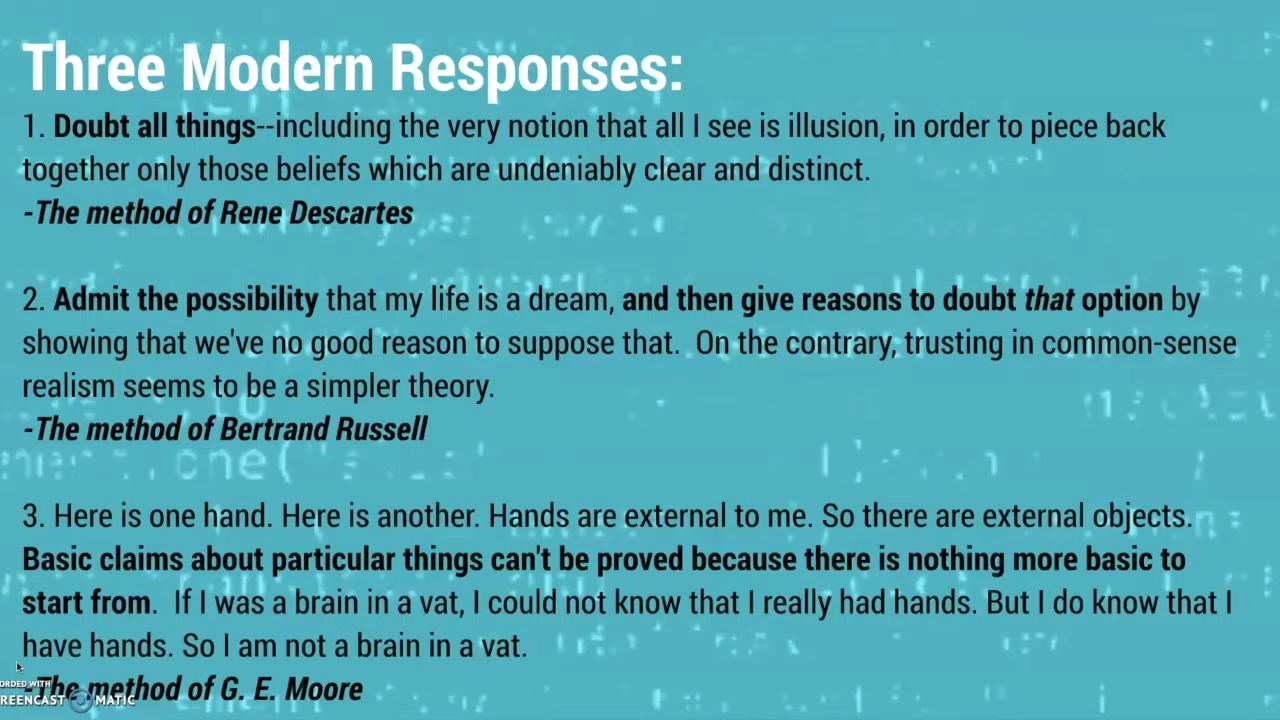 Three Modern Responses:
1. Doubt all things--including the very notion that all I see is illusion, in order to piece back
together only those beliefs which are undeniably clear and distinct.
-The method of Rene Descartes
2. Admit the possibility that my life is a dream, and then give reasons to doubt that option by
showing that we've no good reason to suppose that. On the contrary, trusting in common-sense
realism seems to be a simpler theory.
-The method of Bertrand Russell
3. Here is one hand. Here is another. Hands are external to me. So there are external objects.
Basic claims about particular things can't be proved because there is nothing more basic to
start from. If I was a brain in a vat, I could not know that I really had hands. But I do know that I
have hands. So I am not a brain in a vat.
-The method of G. E. Moore
ORDED WITH
REENCAST MATIC